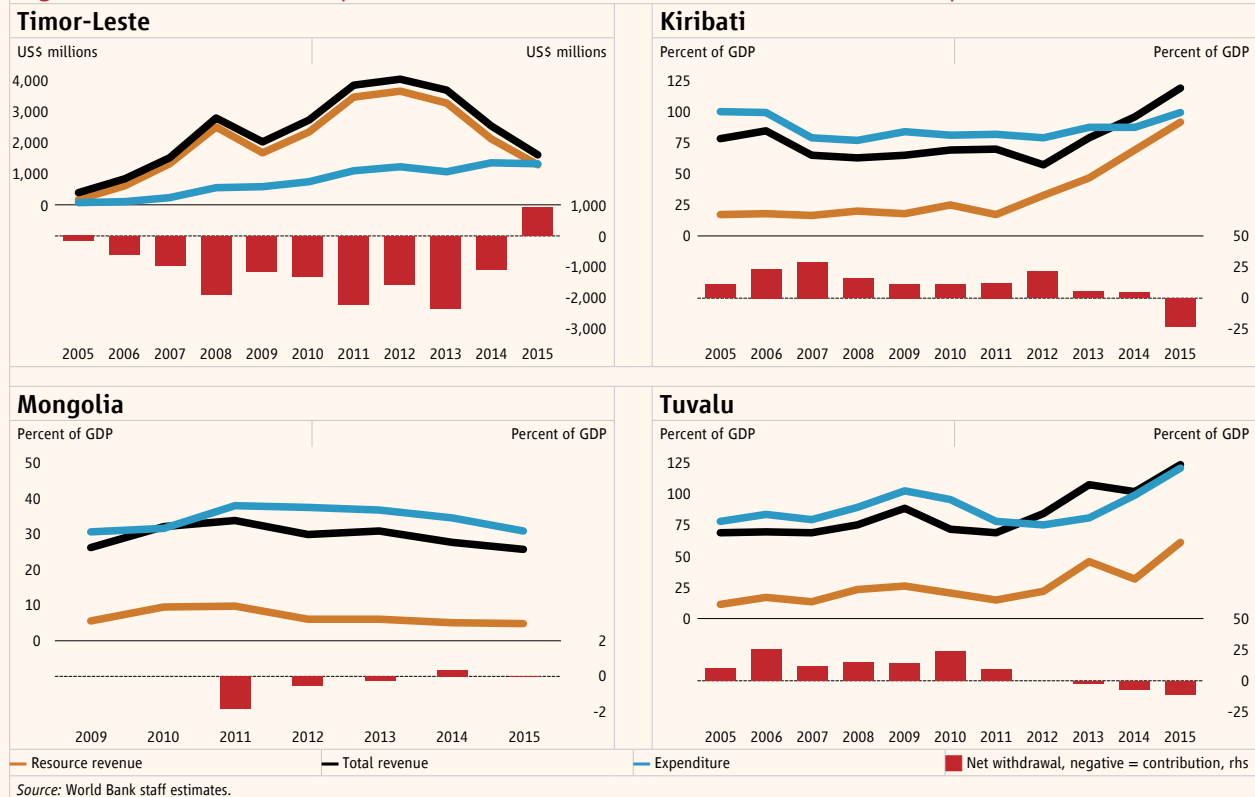 Timor-Leste
US$ millions US$ millions
4,000
3,000
2,000
1,000
0 1,000
0
-1,000
-2,000
-3,000
2005 2006 2007 2008 2009 2010 2011 2012 2013 2014 2015
Kiribati
Percent of GDP Percent of GDP
125
100
75
50
25
0 50
25
0
-25
2005 2006 2007 2008 2009 2010 2011 2012 2013 2014 2015
Mongolia
Percent of GDP Percent of GDP
50
40
30
20
10
0 2
0
-2
2009 2010 2011 2012 2013 2014 2015
Tuvalu
Percent of GDP Percent of GDP
125
100
75
50
25
0 50
25
0
-25
2005 2006 2007 2008 2009 2010 2011 2012 2013 2014 2015
Resource revenue Total revenue Expenditure Net withdrawal, negative = contribution, rhs
Source: World Bank staff estimates.